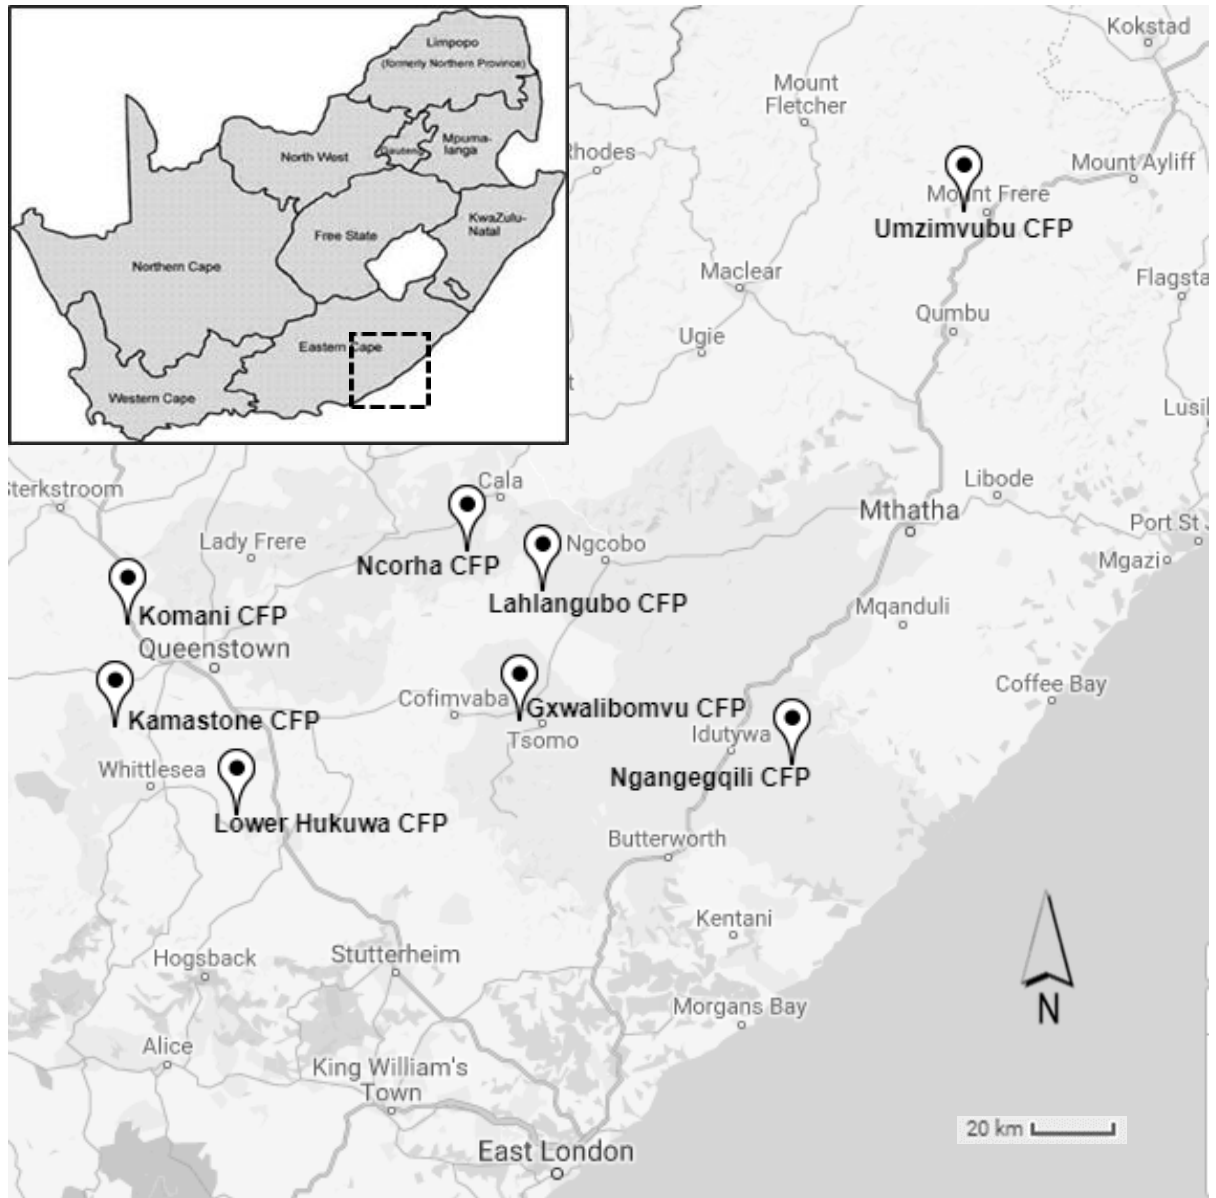 Limpopo
(formerly Northern Province)
North West
Gauteng
Mpuma-
langa
Free State
KwaZulu-
Natal
Northern Cape
Eastern Cape
Western Cape
Kokstad
Mount
Fletcher
Rhodes
Mount Ayliff
Mount Frere
Umzimvubu CFP
Maclear
Flagsta
Qumbu
Ugie
t
Lusil
Sterkstroom
Cala
Libode
Mthatha
Port St J
Lady Frere
Ngcobo
Mgazi
Ncorha CFP
Lahlangubo CFP
Komani CFP
Mqanduli
Queenstown
Coffee Bay
Cofimvaba
Gxwalibomvu CFP
Kamastone CFP
Tsomo
Idutywa
Whittlesea
Ngangegqili CFP
Lower Hukuwa CFP
Butterworth
Kentani
Hogsback
Stutterheim
Morgans Bay
N
Alice
King William's
Town
20 km
East London